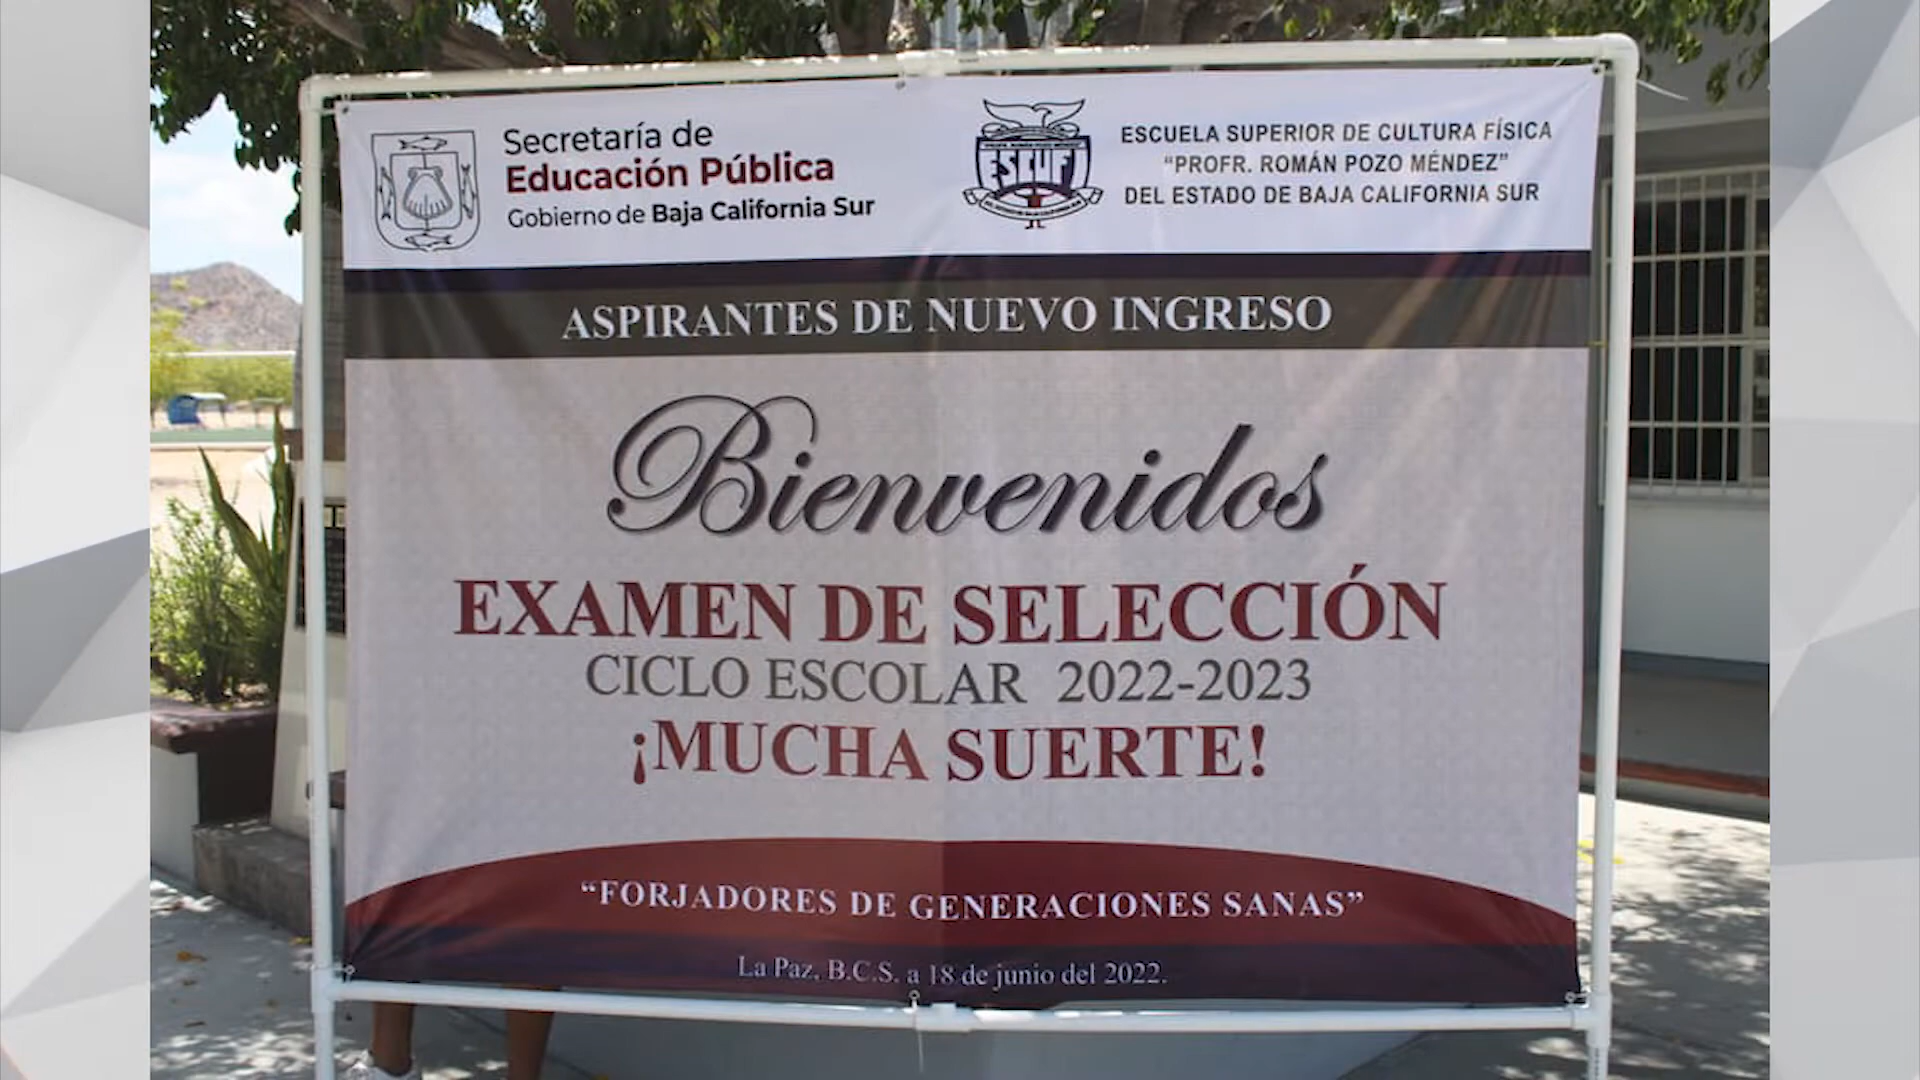 Secretaría de
Educación Pública
Gobierno de Baja California Sur
ESCUFI
ESCUELA SUPERIOR DE CULTURA FÍSICA
“PROFR. ROMÁN POZO MÉNDEZ”
DEL ESTADO DE BAJA CALIFORNIA SUR
ASPIRANTES DE NUEVO INGRESO
Bienvenidos
EXAMEN DE SELECCIÓN
CICLO ESCOLAR 2022-2023
¡MUCHA SUERTE!
“FORJADORES DE GENERACIONES SANAS”
La Paz, B.C.S. a 18 de junio del 2022.